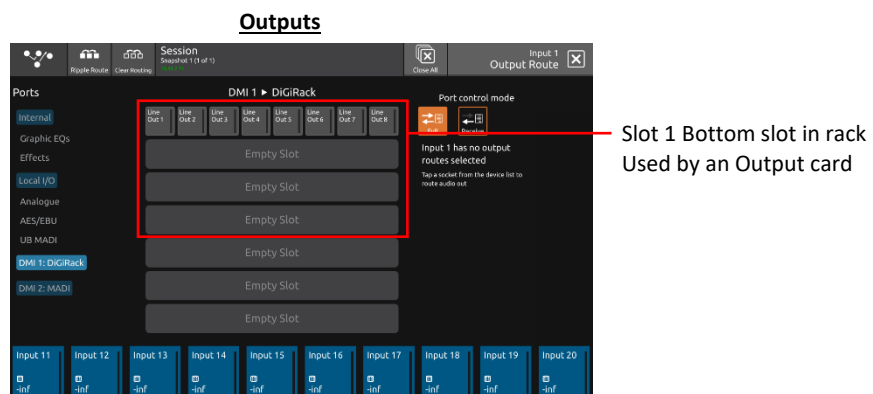 Outputs
Ripple Route
Clear Routing
Session
Snapshot 1 (1 of 1)
Close All
Input 1
Output Route
Ports
DMI 1 ► DiGiRack
Port control mode
Internal
Graphic EQs
Effects
Local I/O
Analogue
AES/EBU
UB MADI
DMI 1: DiGiRack
DMI 2: MADI
Line Out 1
Line Out 2
Line Out 3
Line Out 4
Line Out 5
Line Out 6
Line Out 7
Line Out 8
Empty Slot
Empty Slot
Empty Slot
Empty Slot
Empty Slot
Empty Slot
Full
Receive
Input 1 has no output
routes selected
Tap a socket from the device list to
route audio out
Slot 1 Bottom slot in rack
Used by an Output card
Input 11
Input 12
Input 13
Input 14
Input 15
Input 16
Input 17
Input 18
Input 19
Input 20
-inf
-inf
-inf
-inf
-inf
-inf
-inf
-inf
-inf
-inf